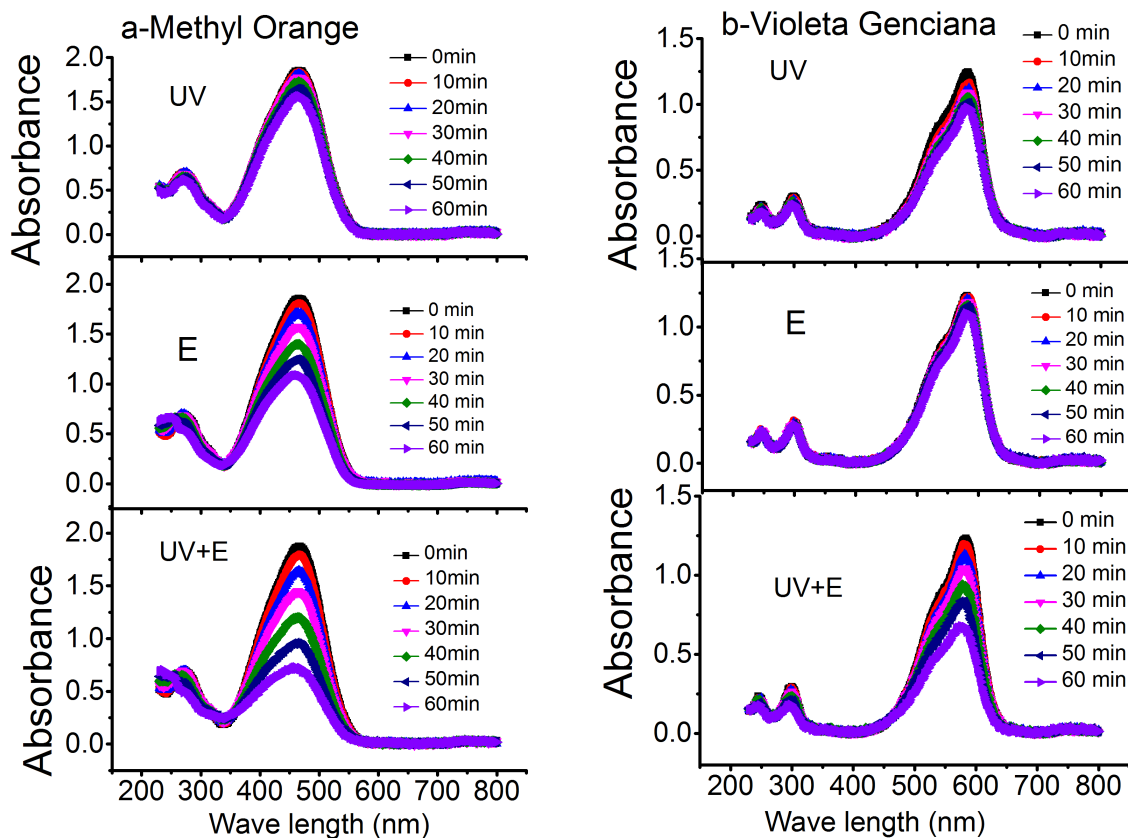 a-Methyl Orange
UV
Absorbance
2.0
1.5
1.0
0.5
0.0
0min
10min
20min
30min
40min
50min
60min
E
Absorbance
2.0
1.5
1.0
0.5
0.0
0 min
10 min
20 min
30 min
40 min
50 min
60 min
UV+E
Absorbance
2.0
1.5
1.0
0.5
0.0
0min
10min
20min
30min
40min
50min
60min
200 300 400 500 600 700 800
Wave length (nm)
b-Violeta Genciana
UV
Absorbance
1.5
1.0
0.5
0.0
0 min
10min
20 min
30 min
40 min
50 min
60 min
E
Absorbance
1.5
1.0
0.5
0.0
0 min
10 min
20 min
30 min
40 min
50 min
60 min
UV+E
Absorbance
1.5
1.0
0.5
0.0
0 min
10 min
20 min
30 min
40 min
50 min
60 min
200 300 400 500 600 700 800
Wave length (nm)